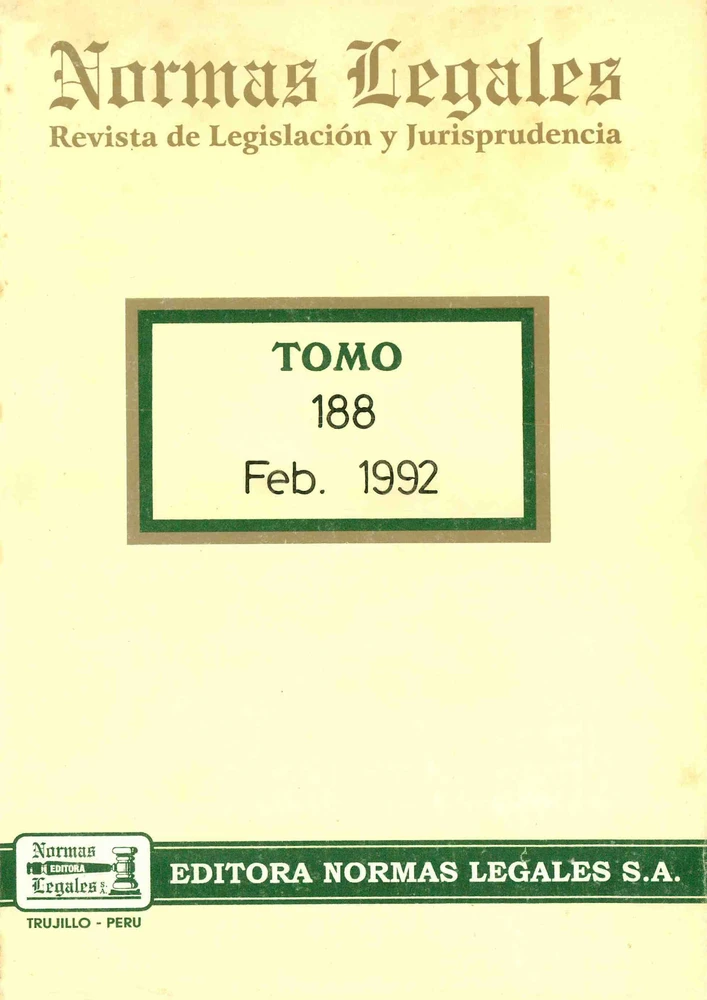 Normas Legales
Revista de Legislación y Jurisprudencia
TOMO
188
Feb. 1992
Normas
EDITORA
Legales S.A.
EDITORA NORMAS LEGALES S.A.
TRUJILLO - PERU